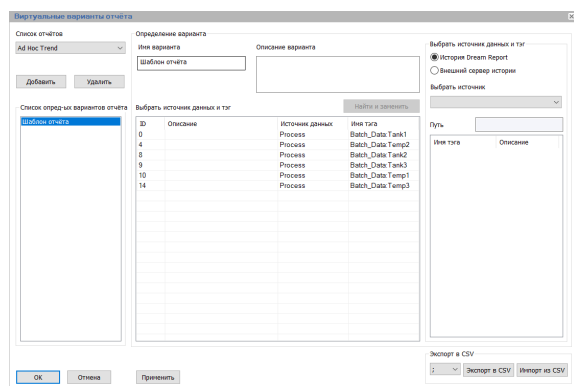 Виртуальные варианты отчёта
Список отчётов
Ad Hoc Trend
Добавить
Удалить
Список опред-ых вариантов отчёта
Шаблон отчёта
Определение варианта
Имя варианта
Описание варианта
Шаблон отчёта
Выбрать источник данных и тэг
Найти и заменить
ID Описание Источник данных Имя тэга
0 Process Batch_Data:Tank1
4 Process Batch_Data:Temp2
8 Process Batch_Data:Tank2
9 Process Batch_Data:Tank3
10 Process Batch_Data:Temp1
14 Process Batch_Data:Temp3
Выбрать источник данных и тэг
История Dream Report
Внешний сервер истории
Выбрать источник
Путь
Имя тэга Описание
Экспорт в CSV
; Экспорт в CSV Импорт из CSV
OK Отмена Применить